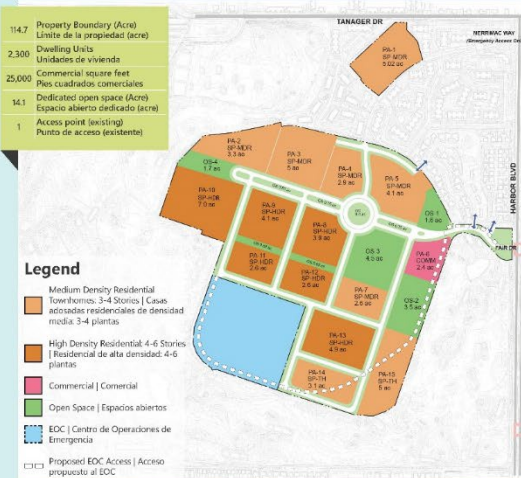 114.7 Property Boundary (Acre)
Límite de la propiedad (acre)
2,300 Dwelling Units
Unidades de vivienda
25,000 Commercial square feet
Pies cuadrados comerciales
14.1 Dedicated open space (Acre)
Espacio abierto dedicado (acre)
1 Access point (existing)
Punto de acceso (existente)
TANAGER DR
MERRIMAC WAY
PA-1
SP-MDR
5.02 ac
PA-2
SP-MDR
2.3 ac
PA-3
SP-MDR
5 ac
PA-4
SP-MDR
2.9 ac
PA-5
SP-MDR
4.1 ac
OS-4
1.7 ac
PA-10
SP-HDR
7.0 ac
PA-9
SP-HDR
4.1 ac
PA-8
SP-HDR
3.9 ac
OS-1
1.8 ac
HARBOR BLVD
FAIR DR
PA-6
COMM
2.4 ac
OS-3
4.5 ac
PA-11
SP-HDR
2.6 ac
PA-12
SP-HDR
2.6 ac
PA-7
SP-MDR
2.6 ac
OS-2
3.5 ac
PA-13
SP-HDR
4.9 ac
PA-14
SP-TH
3.1 ac
PA-15
SP-TH
5 ac
Legend
Medium Density Residential
Townhomes: 3-4 Stories | Casas
adosadas residenciales de densidad
media: 3-4 plantas
High Density Residential: 4-6 Stories
| Residencial de alta densidad: 4-6
plantas
Commercial | Comercial
Open Space | Espacios abiertos
EOC | Centro de Operaciones de
Emergencia
Proposed EOC Access | Acceso
propuesto al EOC